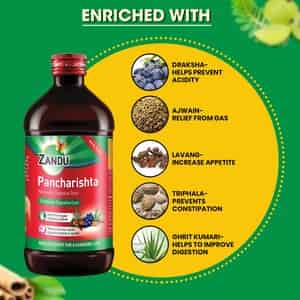 ENRICHED WITH
DRAKSHA-
HELPS PREVENT
ACIDITY
AJWAIN-
RELIEF FROM GAS
LAVANG-
INCREASE APPETITE
TRIPHALA-
PREVENTS
CONSTIPATION
GHRIT KUMARI-
HELPS TO IMPROVE
DIGESTION
ZANDU
Pancharishta